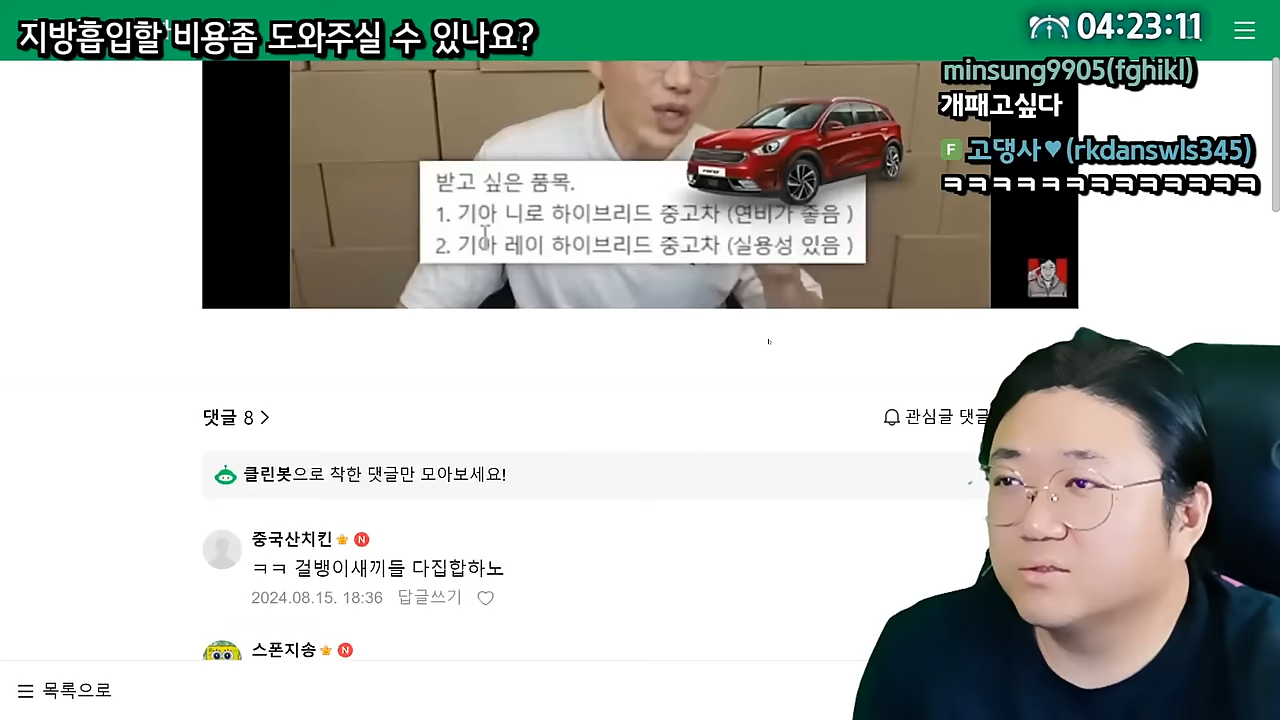 지방흡입할 비용좀 도와주실 수 있나요?
04:23:11
minsung9905(fghikl)
개패고싶다
F 고댕사♥(rkdanswls345)
ㅋㅋㅋㅋㅋㅋㅋㅋㅋㅋㅋㅋㅋ
받고 싶은 품목.
1. 기아 니로 하이브리드 중고차 (연비가 좋음 )
2. 기아 레이 하이브리드 중고차 (실용성 있음 )
댓글 8 >
관심글 댓글
클린봇으로 착한 댓글만 모아보세요!
중국산치킨 N
ㅋㅋ 걸뱅이새끼들 다집합하노
2024.08.15. 18:36 답글쓰기
스폰지송 N
목록으로